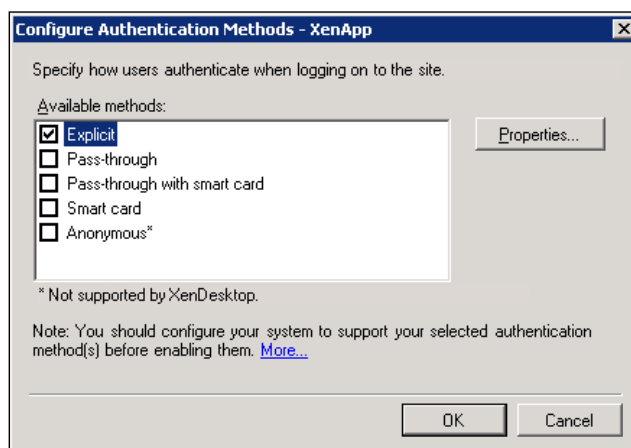 Configure Authentication Methods - XenApp
Specify how users authenticate when logging on to the site.
Available methods:
Explicit
Properties...
Pass-through
Pass-through with smart card
Smart card
Anonymous*
* Not supported by XenDesktop.
Note: You should configure your system to support your selected authentication
method(s) before enabling them. More...
OK
Cancel